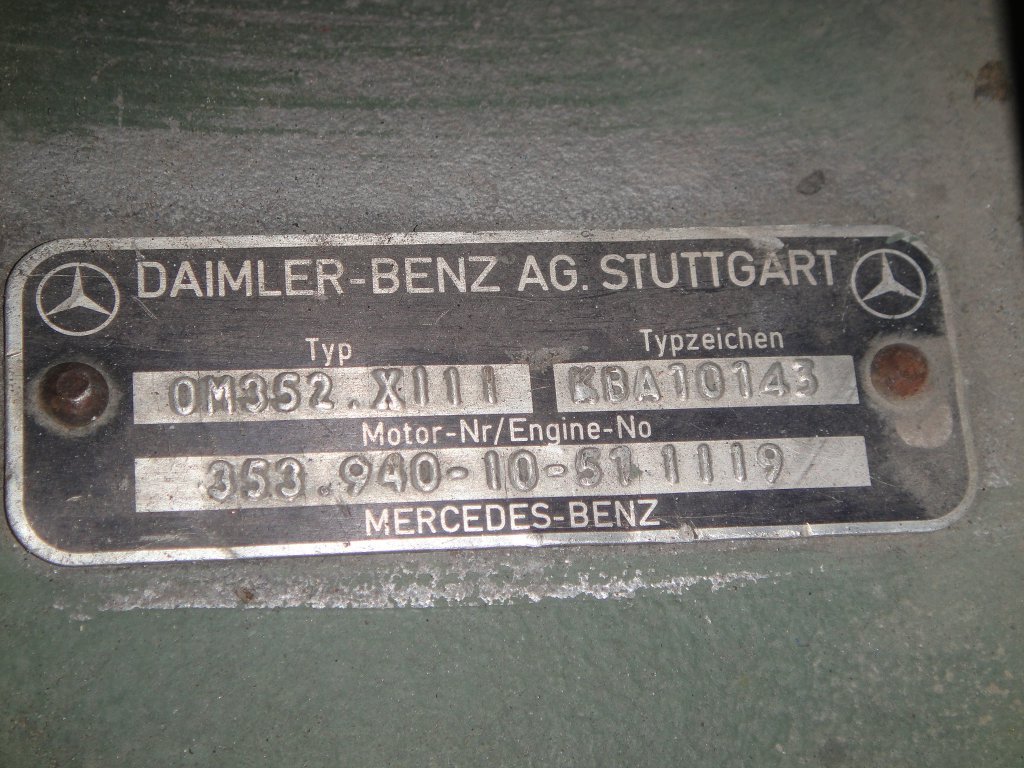 DAIMLER-BENZ AG. STUTTGART
Typ Typzeichen
OM352.XIII KBA10143
Motor-Nr/Engine-No
353.940-10-511119
MERCEDES-BENZ